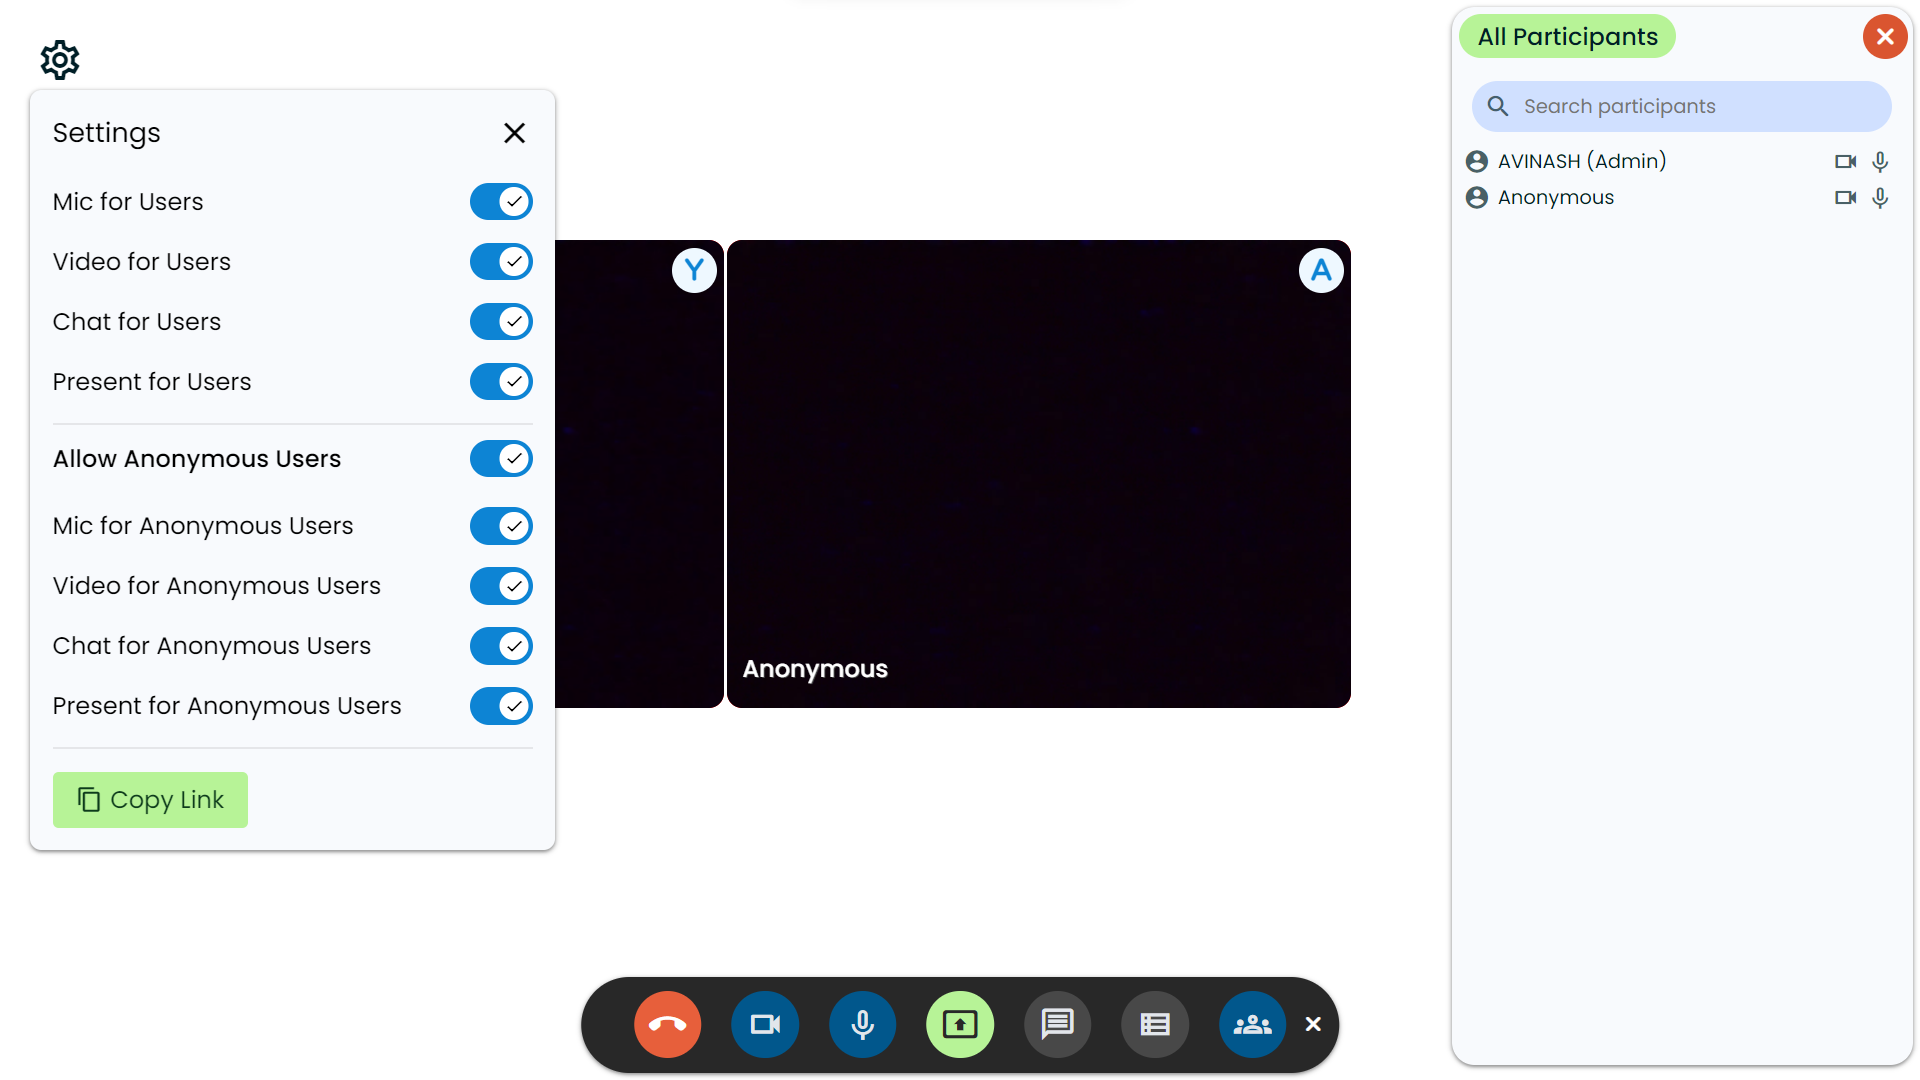 Settings
Mic for Users
Video for Users
Chat for Users
Present for Users
Allow Anonymous Users
Mic for Anonymous Users
Video for Anonymous Users
Chat for Anonymous Users
Present for Anonymous Users
Copy Link
Y
A
Anonymous
All Participants
Search participants
AVINASH (Admin)
Anonymous